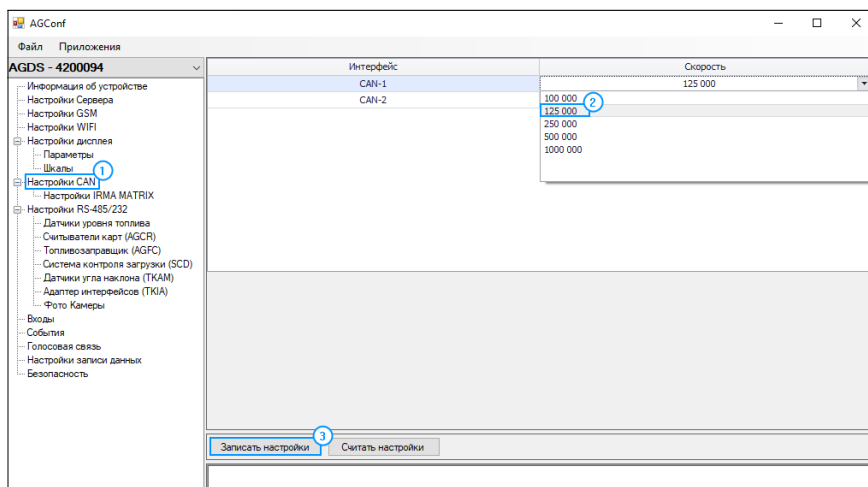 AGConf
Файл Приложения
AGDS - 4200094
Информация об устройстве
Настройки Сервера
Настройки GSM
Настройки WIFI
Настройки дисплея
Параметры
Шкалы
1
Настройки CAN
Настройки IRMA MATRIX
Настройки RS-485/232
Датчики уровня топлива
Считыватели карт (AGCR)
Топливозаправщик (AGFC)
Система контроля загрузки (SCD)
Датчики угла наклона (TKAM)
Адаптер интерфейсов (TKIA)
Фото Камеры
Входы
События
Голосовая связь
Настройки записи данных
Безопасность
Интерфейс Скорость
CAN-1 125 000
CAN-2
100 000
2
125 000
250 000
500 000
1000 000
3
Записать настройки Считать настройки